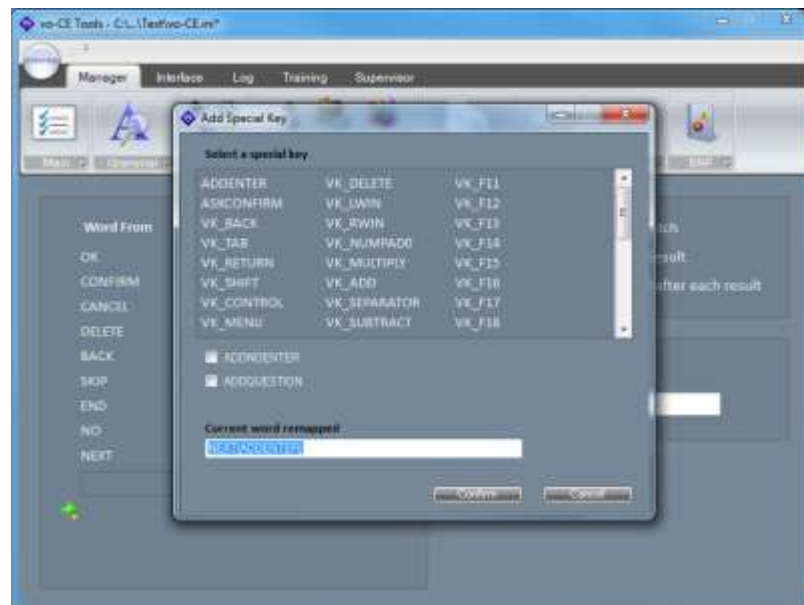 vo-CE Tools - C:\...\Test\vo-CE.ini*
Manager Interface Log Training Supervisor
Add Special Key
Main
Select a special key
ADDENTER VK_DELETE VK_F11
ASKCONFIRM VK_LWIN VK_F12
VK_BACK VK_RWIN VK_F13
VK_TAB VK_NUMPAD0 VK_F14
VK_RETURN VK_MULTIPLY VK_F15
VK_SHIFT VK_ADD VK_F16
VK_CONTROL VK_SEPARATOR VK_F17
VK_MENU VK_SUBTRACT VK_F18
ADDNOENTER
ADDQUESTION
Current word remapped
Confirm Cancel
Word From
OK
CONFIRM
CANCEL
DELETE
BACK
SKIP
END
NO
NEXT
after each result